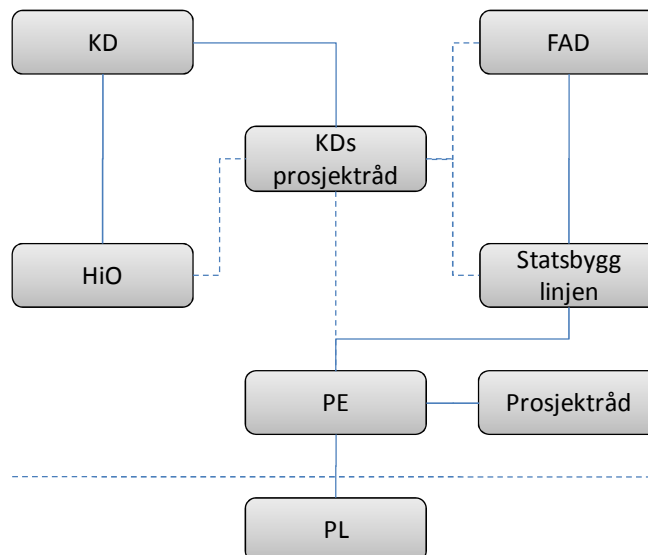 KD
FAD
KDs
prosjektråd
HiO
Statsbygg
linjen
PE
Prosjektråd
PL